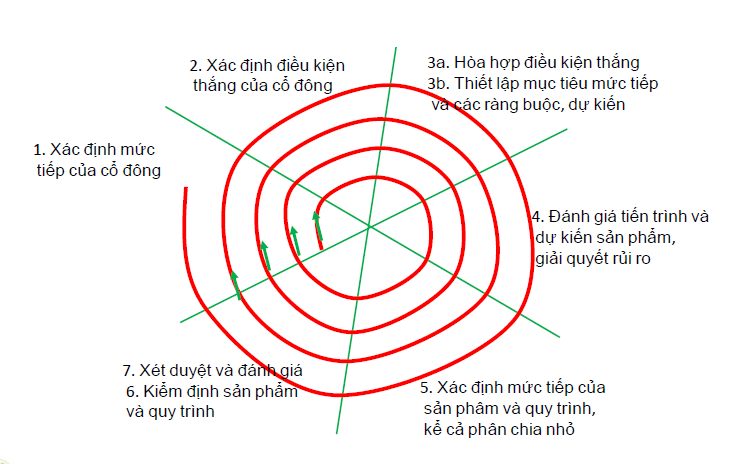 2. Xác định điều kiện
thắng của cổ đông
3a. Hòa hợp điều kiện thắng
3b. Thiết lập mục tiêu mức tiếp
và các ràng buộc, dự kiến
1. Xác định mức
tiếp của cổ đông
4. Đánh giá tiến trình và
dự kiến sản phẩm,
giải quyết rủi ro
7. Xét duyệt và đánh giá
6. Kiểm định sản phẩm
và quy trình
5. Xác định mức tiếp của
sản phâm và quy trình,
kể cả phân chia nhỏ